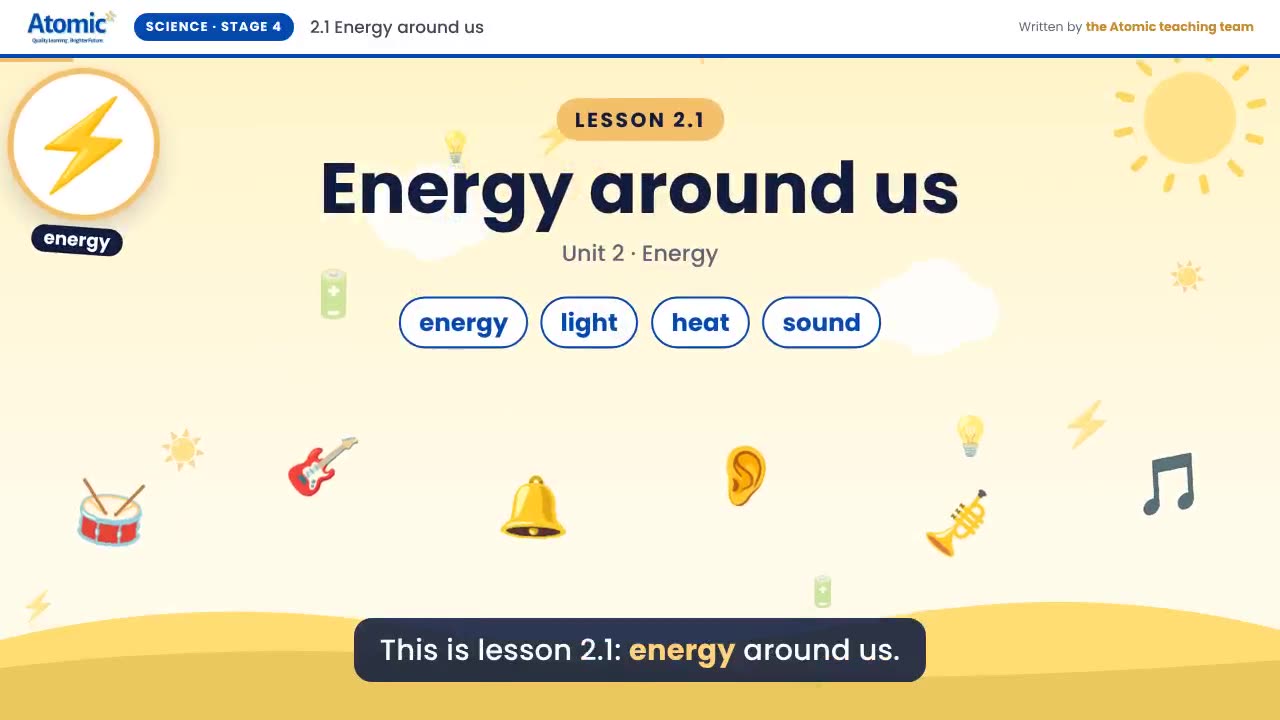 Atomic
Quality Learning. Brighter Future.
SCIENCE · STAGE 4
2.1 Energy around us
Written by the Atomic teaching team
energy
LESSON 2.1
Energy around us
Unit 2 · Energy
energy
light
heat
sound
This is lesson 2.1: energy around us.